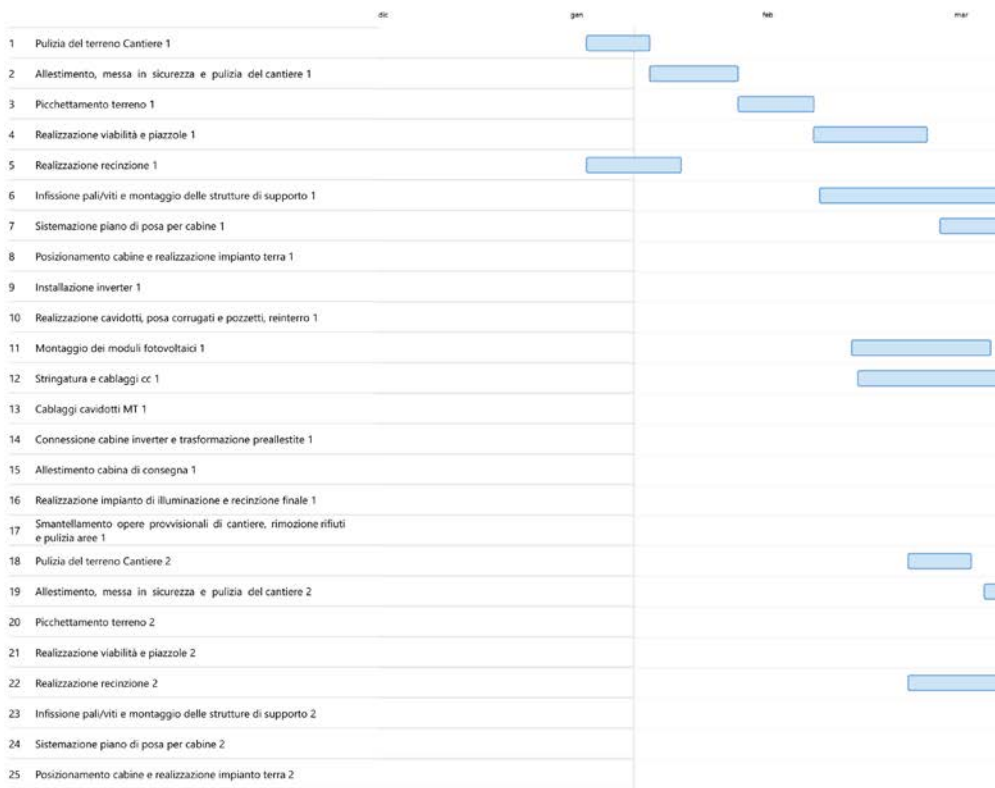 dic gen feb mar
1 Pulizia del terreno Cantiere 1
2 Allestimento, messa in sicurezza e pulizia del cantiere 1
3 Picchettamento terreno 1
4 Realizzazione viabilità e piazzole 1
5 Realizzazione recinzione 1
6 Infissione pali/viti e montaggio delle strutture di supporto 1
7 Sistemazione piano di posa per cabine 1
8 Posizionamento cabine e realizzazione impianto terra 1
9 Installazione inverter 1
10 Realizzazione cavidotti, posa corrugati e pozzetti, reinterro 1
11 Montaggio dei moduli fotovoltaici 1
12 Stringatura e cablaggi cc 1
13 Cablaggi cavidotti MT 1
14 Connessione cabine inverter e trasformazione preallestite 1
15 Allestimento cabina di consegna 1
16 Realizzazione impianto di illuminazione e recinzione finale 1
17 Smantellamento opere provvisionali di cantiere, rimozione rifiuti
e pulizia aree 1
18 Pulizia del terreno Cantiere 2
19 Allestimento, messa in sicurezza e pulizia del cantiere 2
20 Picchettamento terreno 2
21 Realizzazione viabilità e piazzole 2
22 Realizzazione recinzione 2
23 Infissione pali/viti e montaggio delle strutture di supporto 2
24 Sistemazione piano di posa per cabine 2
25 Posizionamento cabine e realizzazione impianto terra 2